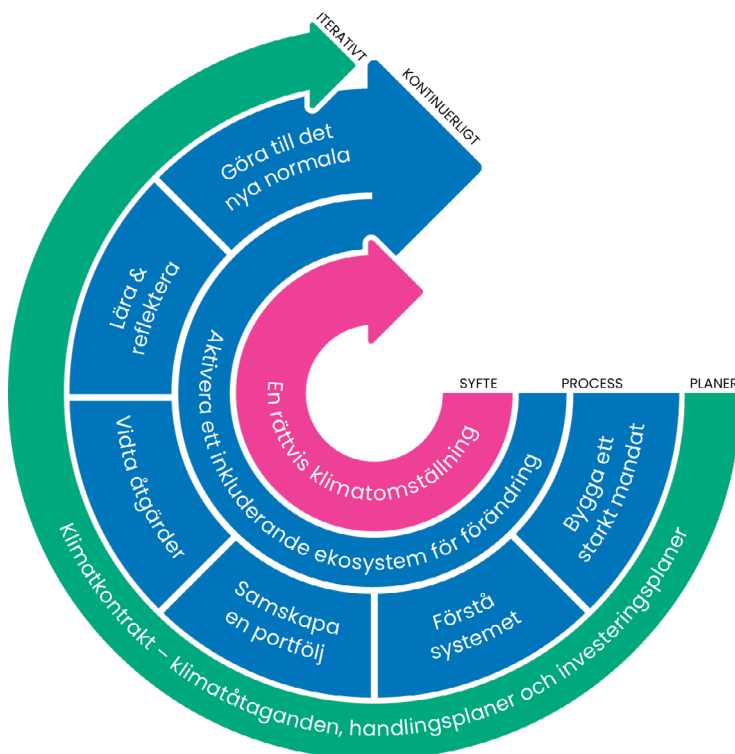 ITERATIVT
KONTINUERLIGT
SYFTE
PROCESS
PLANER
En rättvis klimatomställning
Aktivera ett inkluderande ekosystem för förändring
Bygga ett
starkt mandat
Förstå
systemet
Samskapa
en portfölj
Vidta åtgärder
Lära &
reflektera
Göra till det
nya normala
Klimatkontrakt – klimatåtaganden, handlingsplaner och investeringsplaner